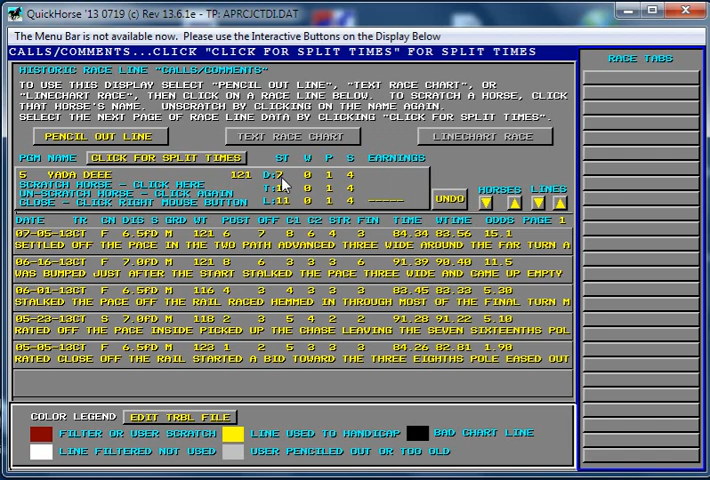 QuickHorse '13 0719 (c) Rev 13.6.1e - TP: APRCJCTDI.DAT
The Menu Bar is not available now. Please use the Interactive Buttons on the Display Below
CALLS/COMMENTS...CLICK "CLICK FOR SPLIT TIMES" FOR SPLIT TIMES
RACE TABS
HISTORIC RACE LINE "CALLS/COMMENTS"
TO USE THIS DISPLAY SELECT "PENCIL OUT LINE", "TEXT RACE CHART", OR
"LINECHART RACE", THEN CLICK ON A RACE LINE BELOW. TO SCRATCH A HORSE, CLICK
THAT HORSE'S NAME. UNSCRATCH BY CLICKING ON THE NAME AGAIN.
SELECT THE NEXT PAGE OF RACE LINE DATA BY CLICKING "CLICK FOR SPLIT TIMES".
PENCIL OUT LINE TEXT RACE CHART LINECHART RACE
PGM NAME CLICK FOR SPLIT TIMES ST W P S EARNINGS
5 YADA DEEE 121 D:7 0 1 4
SCRATCH HORSE - CLICK HERE T: 0 1 4
UN-SCRATCH HORSE - CLICK AGAIN
CLOSE - CLICK RIGHT MOUSE BUTTON L:11 0 1 4 -----
UNDO HORSES LINES
DATE TR CN DIS S GRD WT POST OFF C1 C2 STR FIN TIME WTIME ODDS PAGE 1
07-05-13CT F 6.5FD M 121 6 7 8 6 4 3 84.34 83.56 15.1
SETTLED OFF THE PACE IN THE TWO PATH ADVANCED THREE WIDE AROUND THE FAR TURN A
06-16-13CT F 7.0FD M 121 8 6 3 3 3 6 91.39 90.40 11.5
WAS BUMPED JUST AFTER THE START STALKED THE PACE THREE WIDE AND CAME UP EMPTY
06-01-13CT F 6.5FD M 116 4 3 4 3 3 3 83.45 83.33 5.30
STALKED THE PACE OFF THE RAIL RACED HEMMED IN THROUGH MOST OF THE FINAL TURN M
05-23-13CT S 7.0FD M 118 2 3 5 4 2 2 91.28 91.22 5.10
RATED OFF THE PACE INSIDE PICKED UP THE CHASE LEAVING THE SEVEN SIXTEENTHS POL
05-05-13CT F 6.5FD M 123 1 2 5 3 3 3 84.26 82.81 1.90
RATED CLOSE OFF THE RAIL STARTED A BID TOWARD THE THREE EIGHTHS POLE EASED OUT
COLOR LEGEND EDIT TRBL FILE
FILTER OR USER SCRATCH LINE USED TO HANDICAP BAD CHART LINE
LINE FILTERED NOT USED USER PENCILED OUT OR TOO OLD